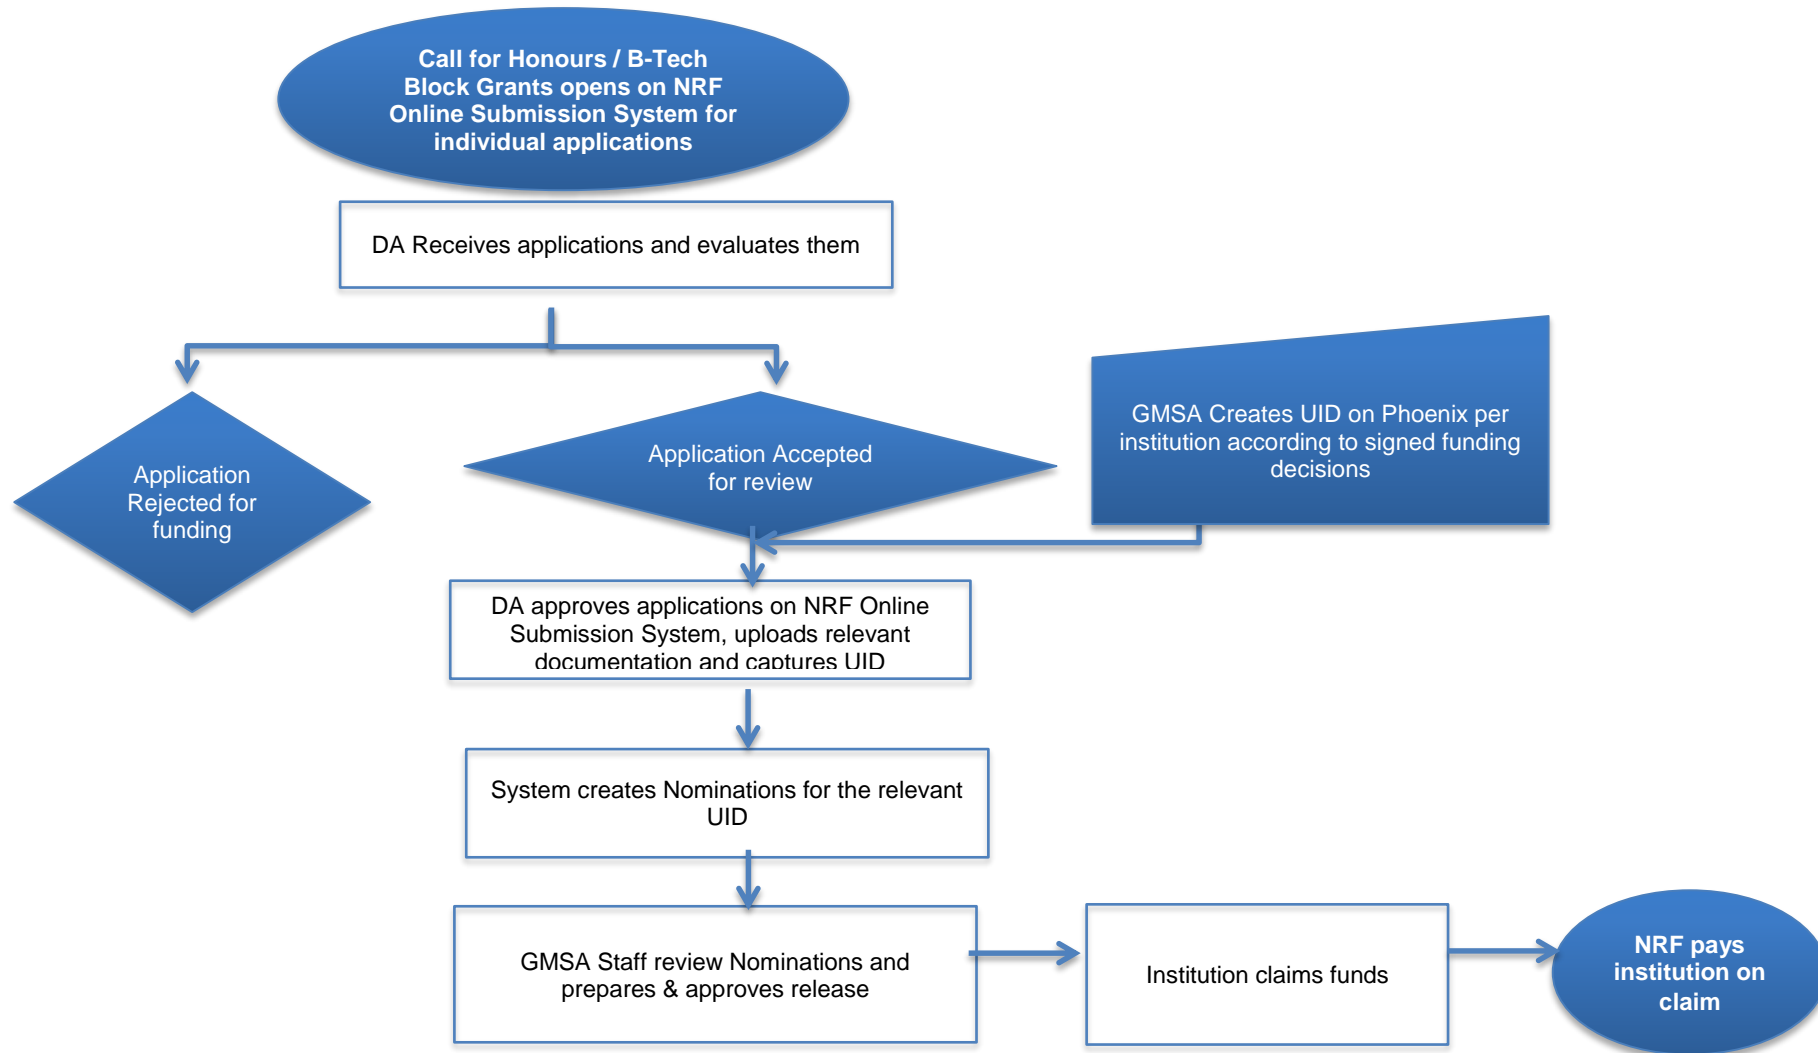 Call for Honours / B-Tech
Block Grants opens on NRF
Online Submission System for
individual applications
DA Receives applications and evaluates them
Application
Rejected for
funding
Application Accepted
for review
GMSA Creates UID on Phoenix per
institution according to signed funding
decisions
DA approves applications on NRF Online
Submission System, uploads relevant
documentation and captures UID
System creates Nominations for the relevant
UID
GMSA Staff review Nominations and
prepares & approves release
Institution claims funds
NRF pays
institution on
claim